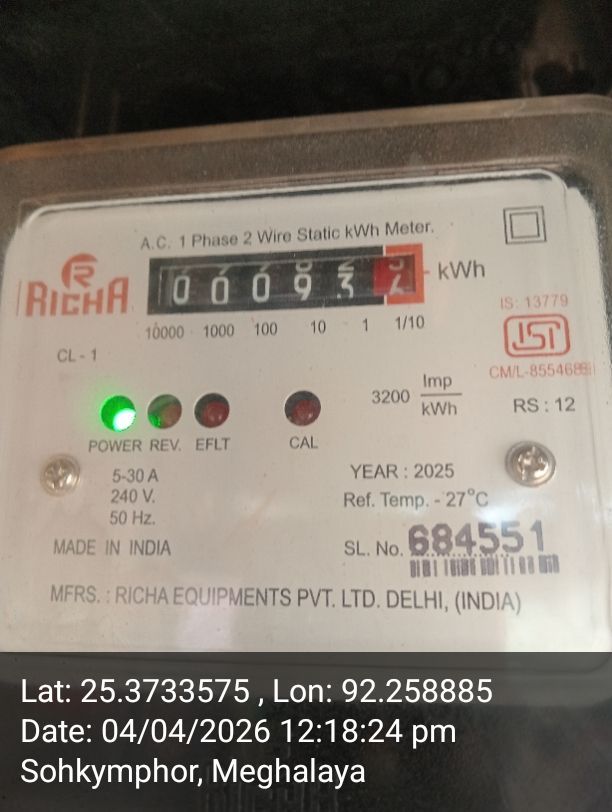 A.C. 1 Phase 2 Wire Static kWh Meter.
R
RICHA
0 0 0 9 3
kWh
10000 1000 100 10 1 1/10
IS: 13779
ISI
CL - 1
3200 Imp/kWh
RS : 12
POWER REV. EFLT CAL
5-30 A
240 V.
50 Hz.
YEAR : 2025
Ref. Temp. - 27°C
MADE IN INDIA
SL. No. 684551
MFRS. : RICHA EQUIPMENTS PVT. LTD. DELHI, (INDIA)
Lat: 25.3733575 , Lon: 92.258885
Date: 04/04/2026 12:18:24 pm
Sohkymphor, Meghalaya